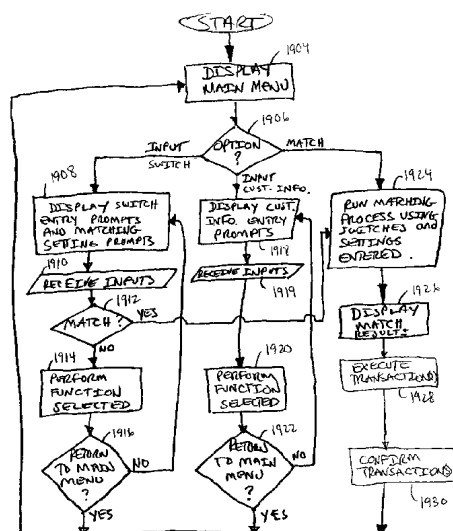 START
1904
DISPLAY
MAIN MENU
1906
OPTION
?
INPUT
SWITCH
INPUT
CUST. INFO.
MATCH
1908
DISPLAY SWITCH
ENTRY PROMPTS
AND MATCHING
SETTING PROMPTS
1910
RECEIVE INPUTS
1912
MATCH?
YES
NO
1914
PERFORM
FUNCTION
SELECTED
1916
RETURN
TO MAIN
MENU
?
NO
YES
DISPLAY CUST.
INFO. ENTRY
PROMPTS
1918
RECEIVE INPUTS
1919
1920
PERFORM
FUNCTION
SELECTED
1922
RETURN
TO MAIN
MENU
?
NO
YES
1924
RUN MATCHING
PROCESS USING
SWITCHES AND
SETTINGS
ENTERED.
1926
DISPLAY
MATCH
RESULT.
EXECUTE
TRANSACTION(S)
1928
CONFIRM
TRANSACTION(S)
1930